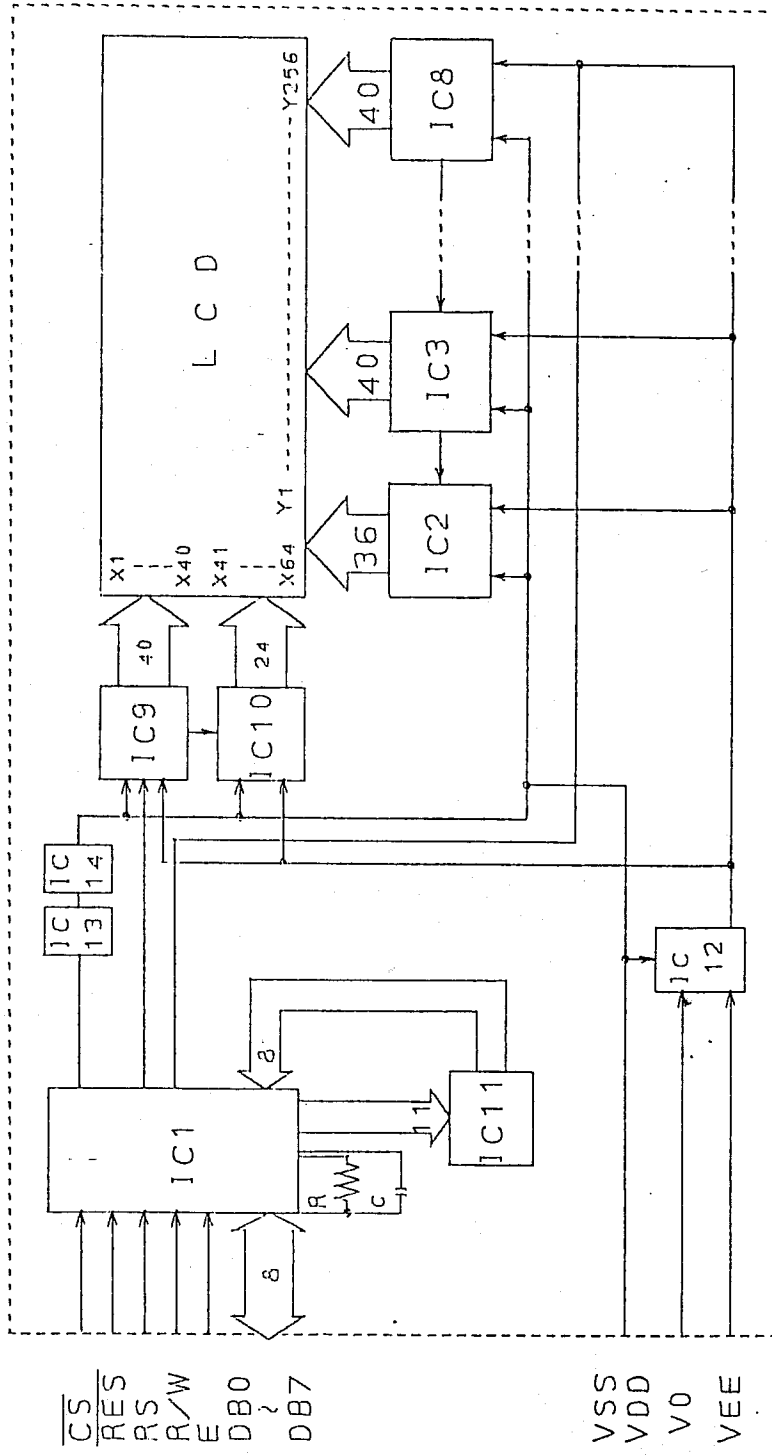 CS
RES
RS
R/W
E
DB0
~
DB7
VSS
VDD
V0
VEE
IC1
R
C
8
8
11
IC11
IC
13
IC
14
IC
12
IC9
IC10
40
24
X1
X40
X41
X64
LCD
Y1
Y256
36
40
40
IC2
IC3
IC8